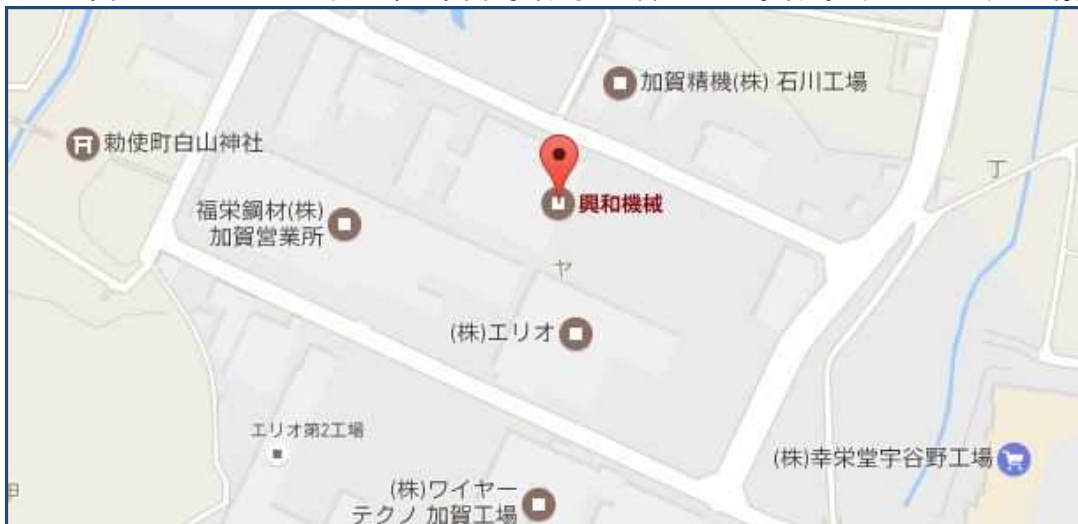 加賀精機(株) 石川工場
勅使町白山神社
丁
興和機械
福栄鋼材(株)
加賀営業所
ヤ
(株)エリオ
エリオ第2工場
(株)幸栄堂宇谷野工場
(株)ワイヤー
テクノ 加賀工場